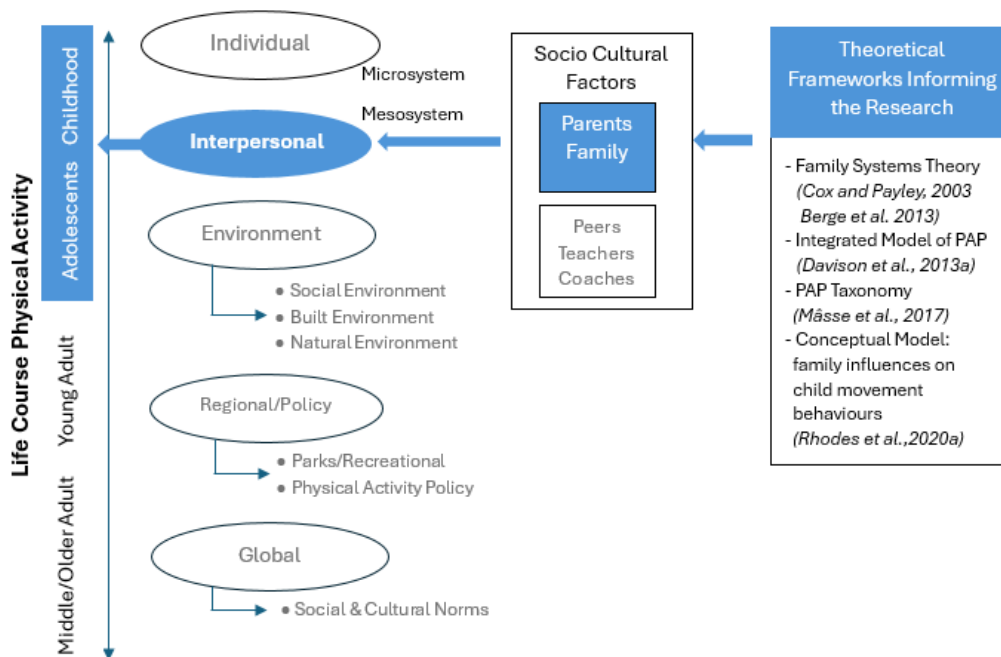 Life Course Physical Activity
Childhood
Adolescents
Young Adult
Middle/Older Adult
Individual
Microsystem
Mesosystem
Interpersonal
Environment
● Social Environment
● Built Environment
● Natural Environment
Regional/Policy
● Parks/Recreational
● Physical Activity Policy
Global
● Social & Cultural Norms
Socio Cultural
Factors
Parents
Family
Peers
Teachers
Coaches
Theoretical
Frameworks Informing
the Research
- Family Systems Theory
(Cox and Payley, 2003
Berge et al. 2013)
- Integrated Model of PAP
(Davison et al., 2013a)
- PAP Taxonomy
(Mâsse et al., 2017)
- Conceptual Model:
family influences on
child movement
behaviours
(Rhodes et al.,2020a)